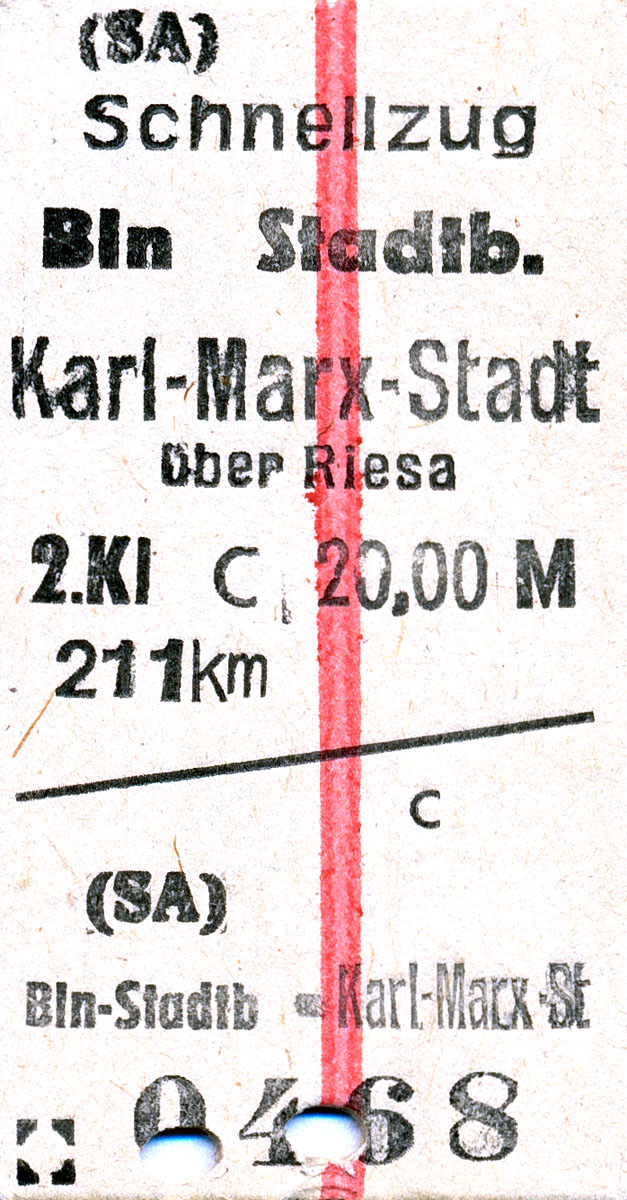 (SA)
Schnellzug
Bln Stadtb.
Karl-Marx-Stadt
über Riesa
2.Kl C 20,00 M
211km
C
(SA)
Bln-Stadtb - Karl-Marx-St
0468